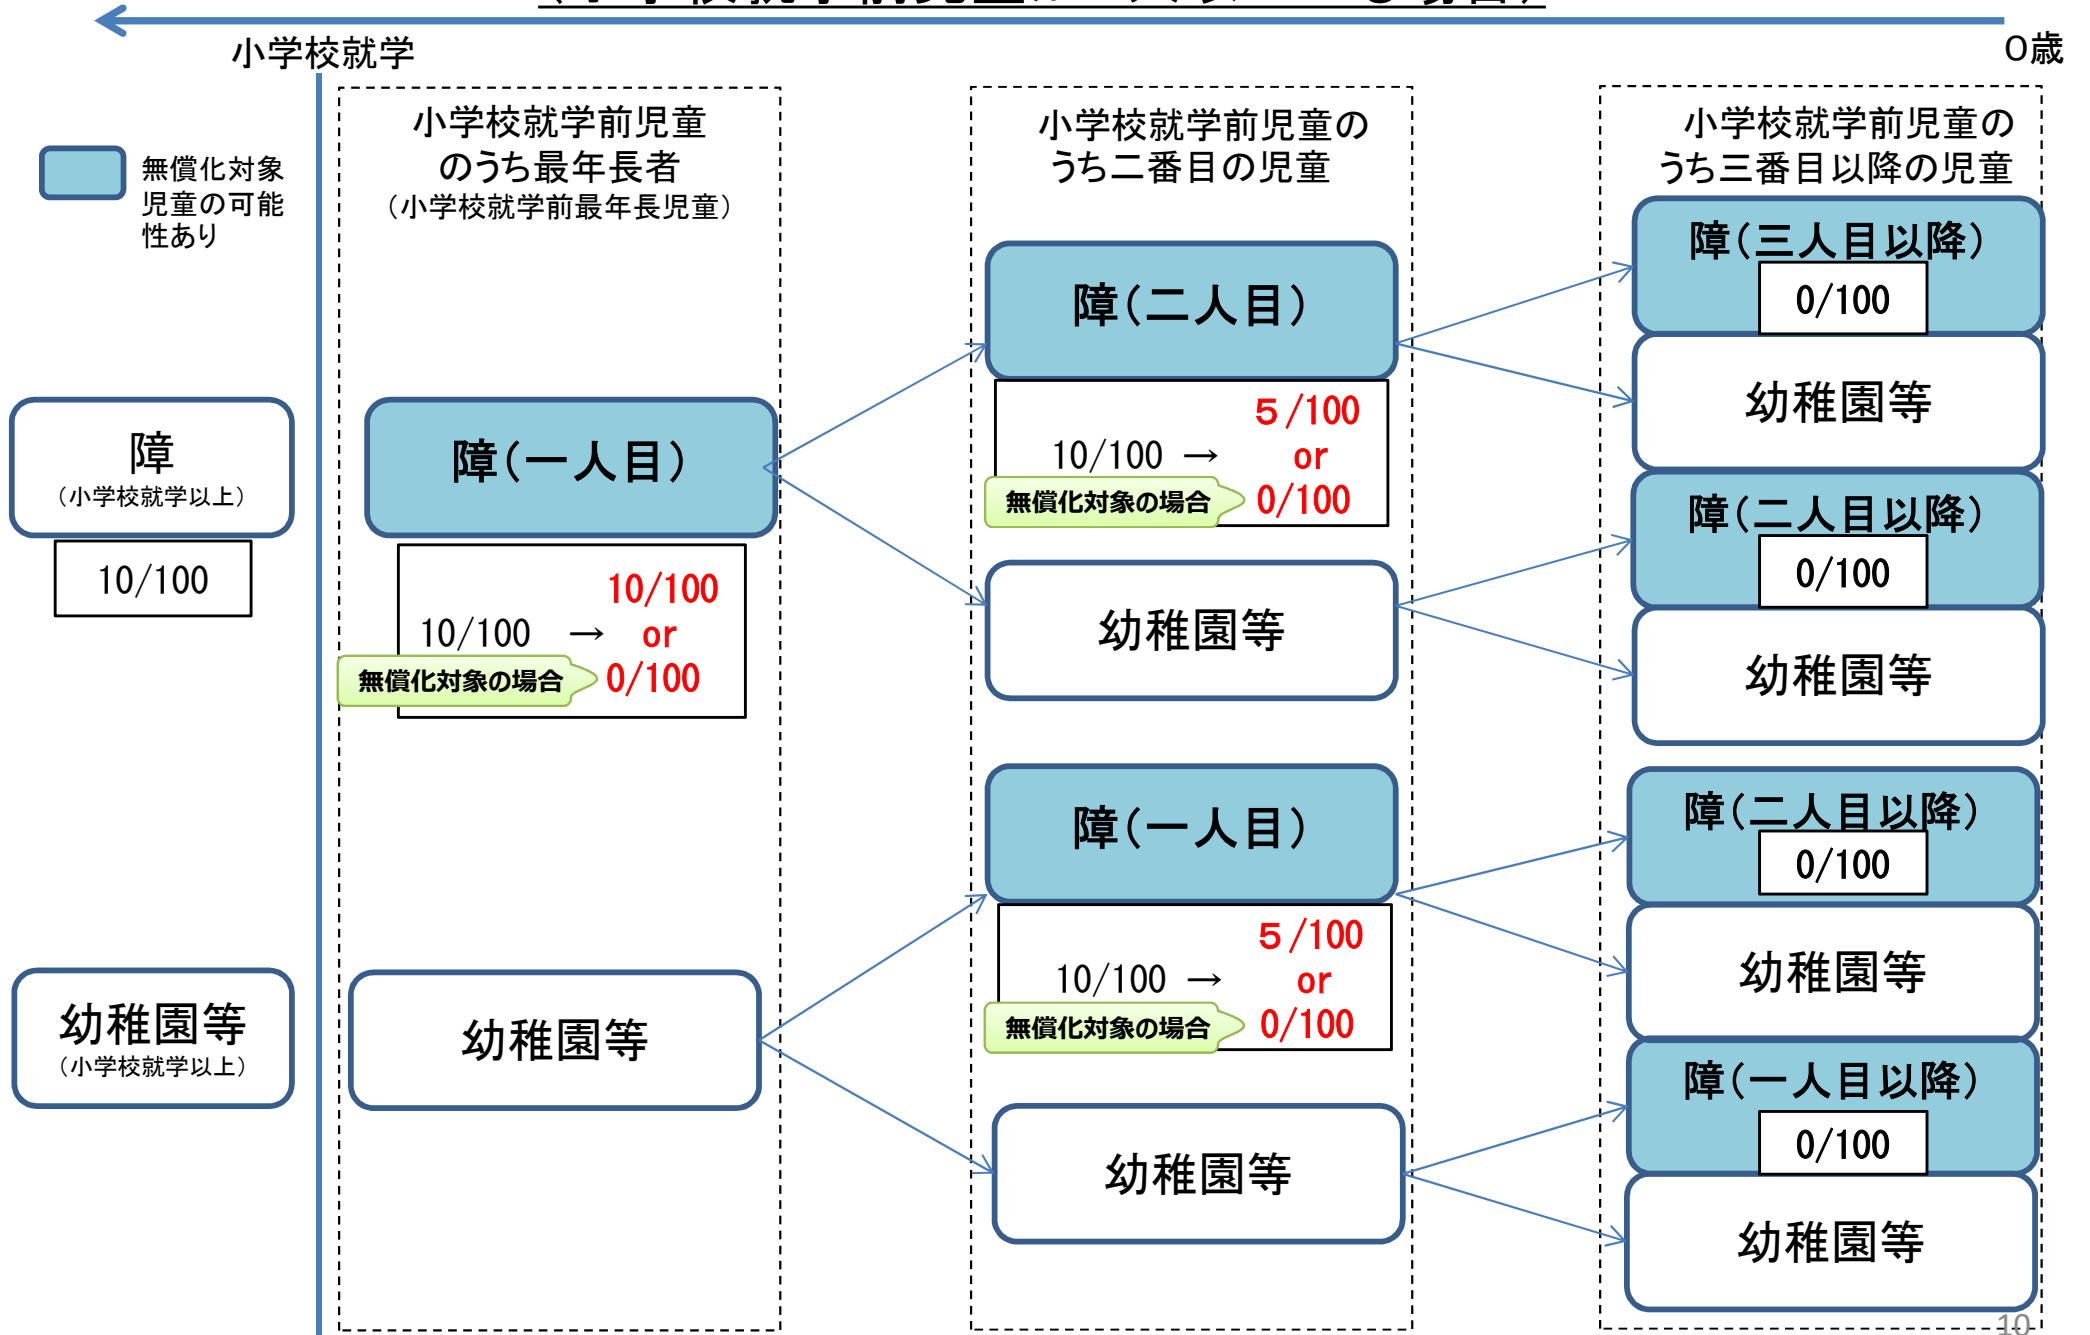 小学校就学
0歳
無償化対象
児童の可能
性あり
小学校就学前児童
のうち最年長者
（小学校就学前最年長児童）
小学校就学前児童の
うち二番目の児童
小学校就学前児童の
うち三番目以降の児童
障
（小学校就学以上）
10/100
幼稚園等
（小学校就学以上）
障（一人目）
10/100 → 10/100
or
0/100
無償化対象の場合
幼稚園等
障（二人目）
10/100 → 5/100
or
0/100
無償化対象の場合
幼稚園等
障（一人目）
10/100 → 5/100
or
0/100
無償化対象の場合
幼稚園等
障（三人目以降）
0/100
幼稚園等
障（二人目以降）
0/100
幼稚園等
障（二人目以降）
0/100
幼稚園等
障（一人目以降）
0/100
幼稚園等
10